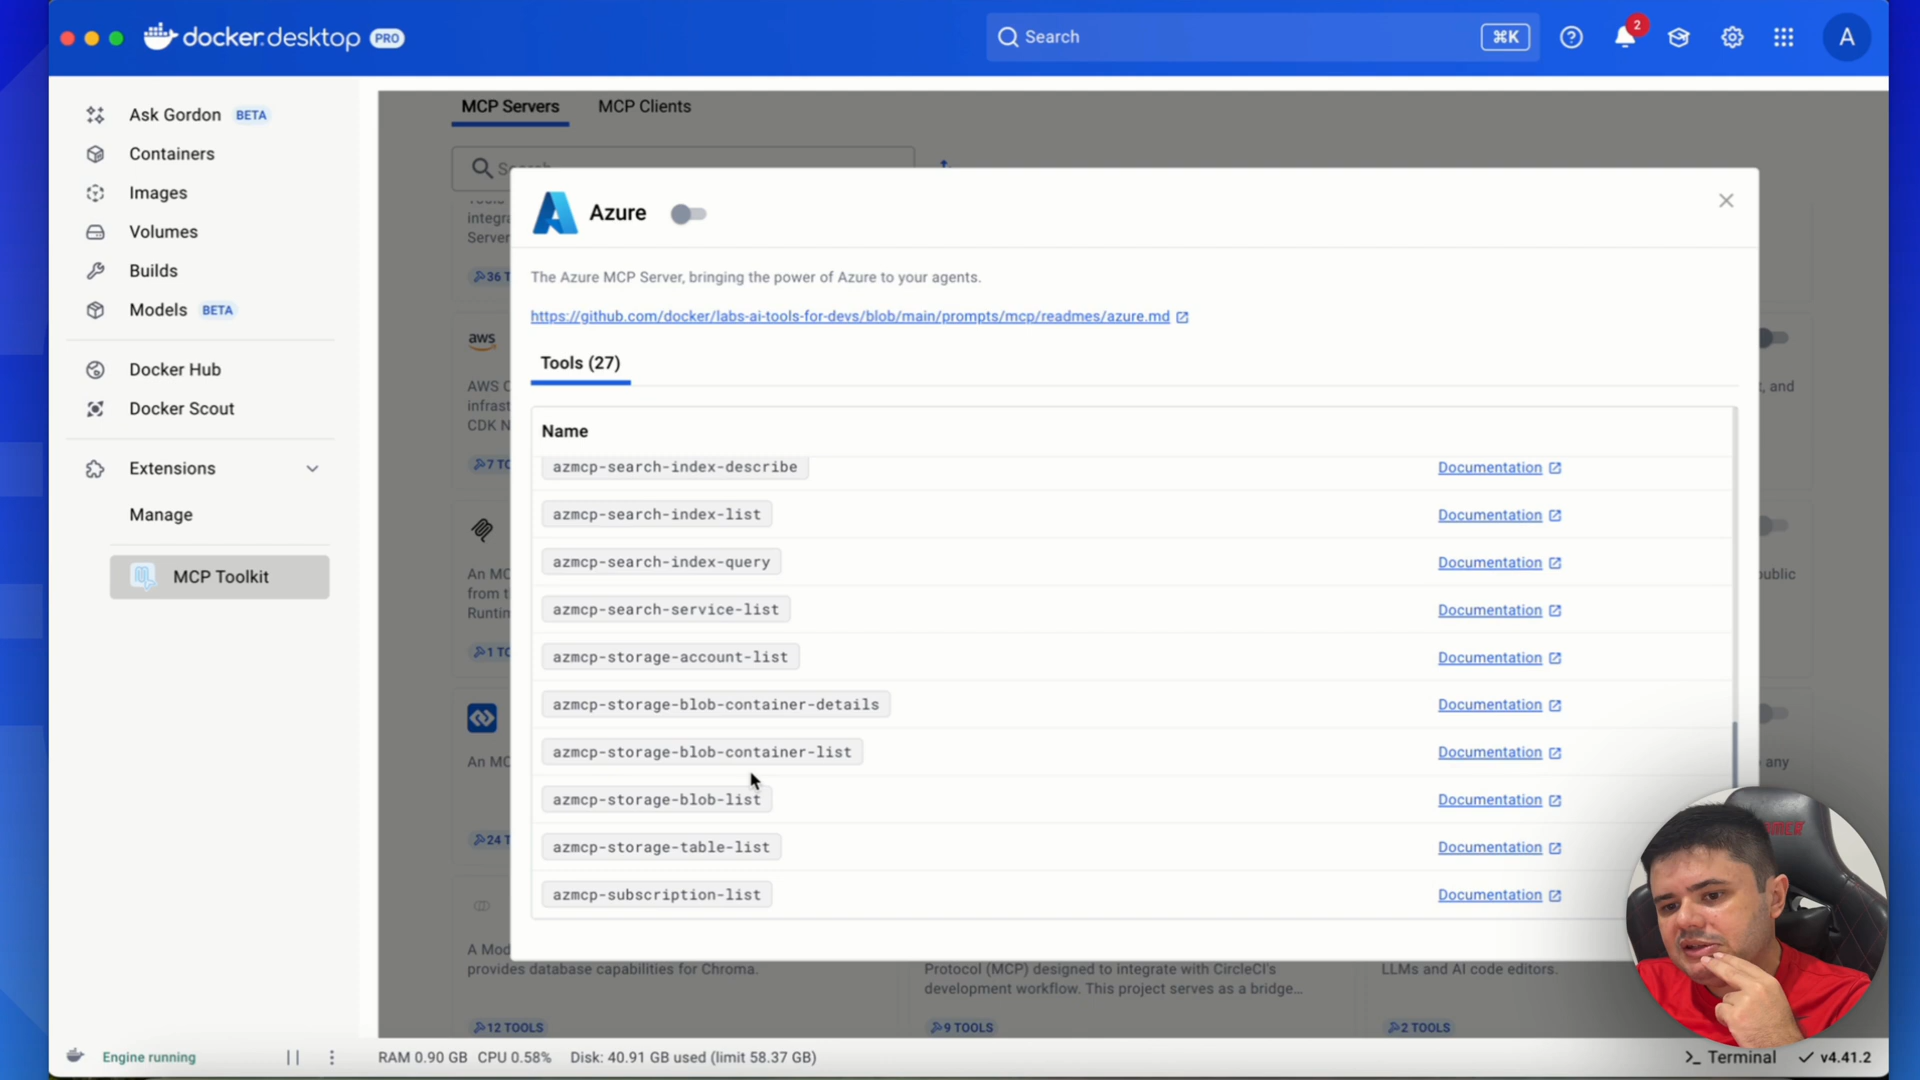 docker.desktop PRO
Search
⌘K
2
A
Ask Gordon BETA
Containers
Images
Volumes
Builds
Models BETA
Docker Hub
Docker Scout
Extensions
Manage
MCP Toolkit
MCP Servers
MCP Clients
integra
Server
36 T
aws
AWS C
infrast
CDK N
7 TO
An MC
from t
Runtim
1 TO
An MC
24 T
A Mod
provides database capabilities for Chroma.
12 TOOLS
Protocol (MCP) designed to integrate with CircleCI's
development workflow. This project serves as a bridge...
9 TOOLS
LLMs and AI code editors.
2 TOOLS
t, and
public
any
Azure
The Azure MCP Server, bringing the power of Azure to your agents.
https://github.com/docker/labs-ai-tools-for-devs/blob/main/prompts/mcp/readmes/azure.md
Tools (27)
Name
azmcp-search-index-describe Documentation
azmcp-search-index-list Documentation
azmcp-search-index-query Documentation
azmcp-search-service-list Documentation
azmcp-storage-account-list Documentation
azmcp-storage-blob-container-details Documentation
azmcp-storage-blob-container-list Documentation
azmcp-storage-blob-list Documentation
azmcp-storage-table-list Documentation
azmcp-subscription-list Documentation
Engine running
RAM 0.90 GB CPU 0.58% Disk: 40.91 GB used (limit 58.37 GB)
>_ Terminal
v4.41.2